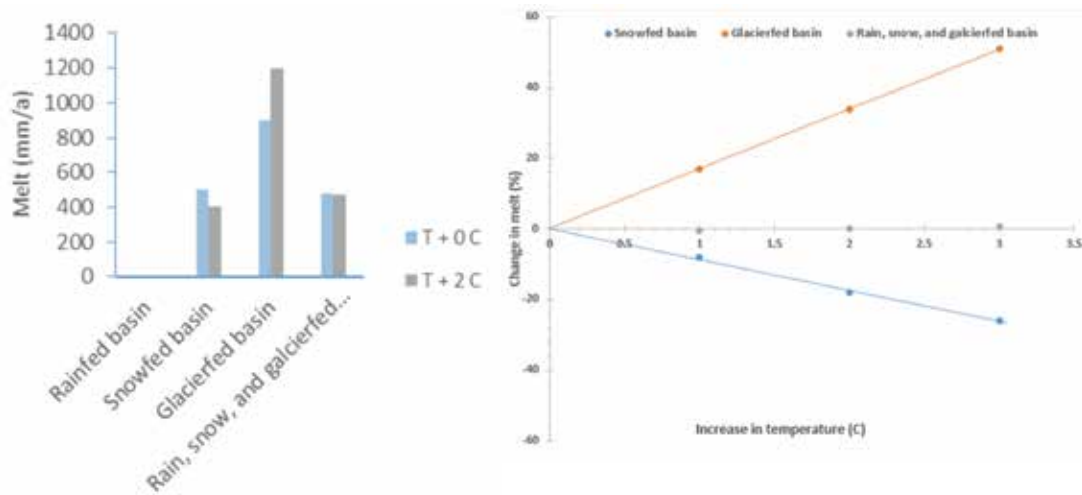 1400
1200
1000
800
600
400
200
0
Melt (mm/a)
Rainfed basin
Snowfed basin
Glacierfed basin
Rain, snow, and galcierfed...
T + 0 C
T + 2 C
Snowfed basin
Glacierfed basin
Rain, snow, and galcierfed basin
60
40
20
0
-20
-40
-60
Change in melt (%)
0 0.5 1 1.5 2 2.5 3 3.5
Increase in temperature (C)